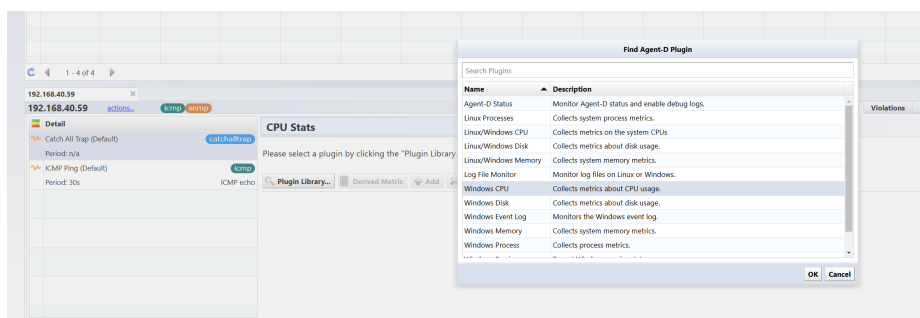 Find Agent-D Plugin
1 - 4 of 4
Search Plugins
Name Description
192.168.40.59
Agent-D Status Monitor Agent-D status and enable debug logs.
192.168.40.59 actions... icmp snmp
Violations
Linux Processes Collects system process metrics.
Detail
CPU Stats
Linux/Windows CPU Collects metrics on the system CPUs
Catch All Trap (Default) catchalltrap
Linux/Windows Disk Collects metrics about disk usage.
Period: n/a
Please select a plugin by clicking the "Plugin Library
Linux/Windows Memory Collects system memory metrics.
ICMP Ping (Default) icmp
Log File Monitor Monitor log files on Linux or Windows.
Period: 30s ICMP echo
Plugin Library... Derived Metric Add
Windows CPU Collects metrics about CPU usage.
Windows Disk Collects metrics about disk usage.
Windows Event Log Monitors the Windows event log.
Windows Memory Collects system memory metrics.
Windows Process Collects process metrics.
OK Cancel